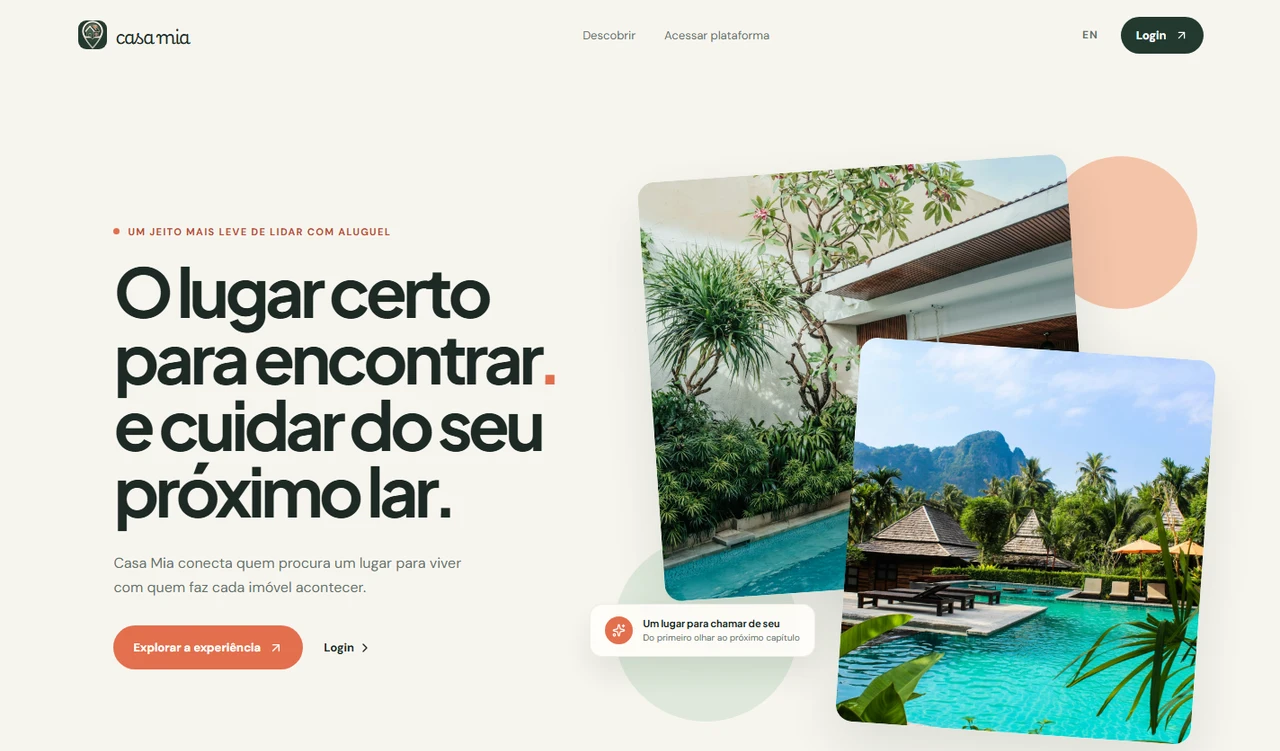 casa mia
Descobrir
Acessar plataforma
EN
Login
UM JEITO MAIS LEVE DE LIDAR COM ALUGUEL
O lugar certo
para encontrar.
e cuidar do seu
próximo lar.
Casa Mia conecta quem procura um lugar para viver
com quem faz cada imóvel acontecer.
Explorar a experiência
Login
Um lugar para chamar de seu
Do primeiro olhar ao próximo capítulo